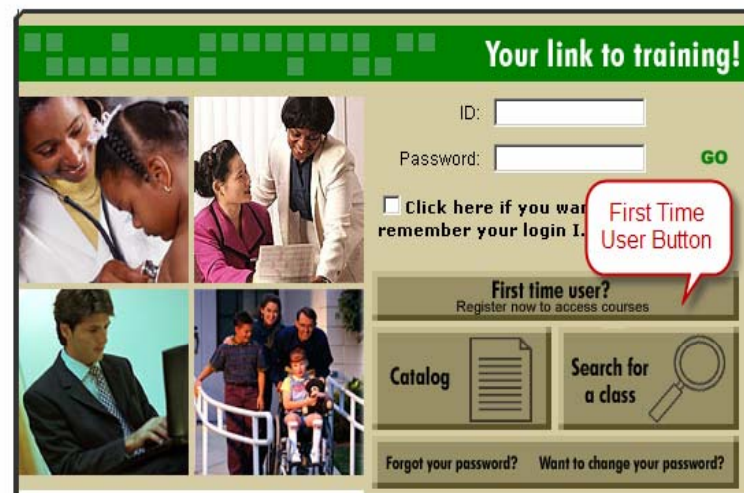 Your link to training!
ID:
Password:
GO
Click here if you wa
remember your login I.
First Time
User Button
First time user?
Register now to access courses
Catalog
Search for
a class
Forgot your password? Want to change your password?